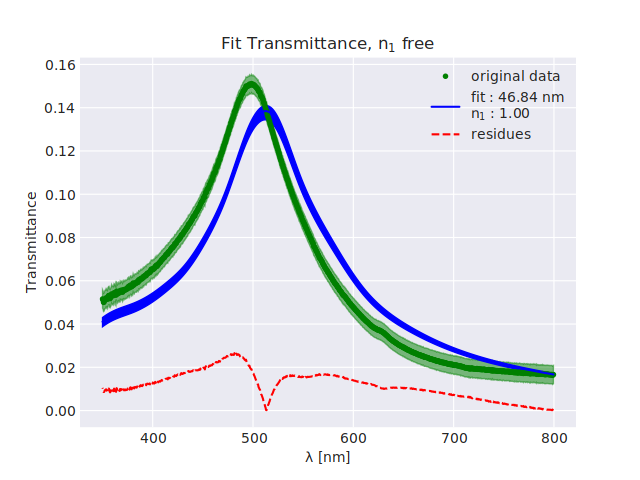 Fit Transmittance, n₁ free
original data
fit : 46.84 nm
n₁ : 1.00
residues
Transmittance
0.16
0.14
0.12
0.10
0.08
0.06
0.04
0.02
0.00
400 500 600 700 800
λ [nm]